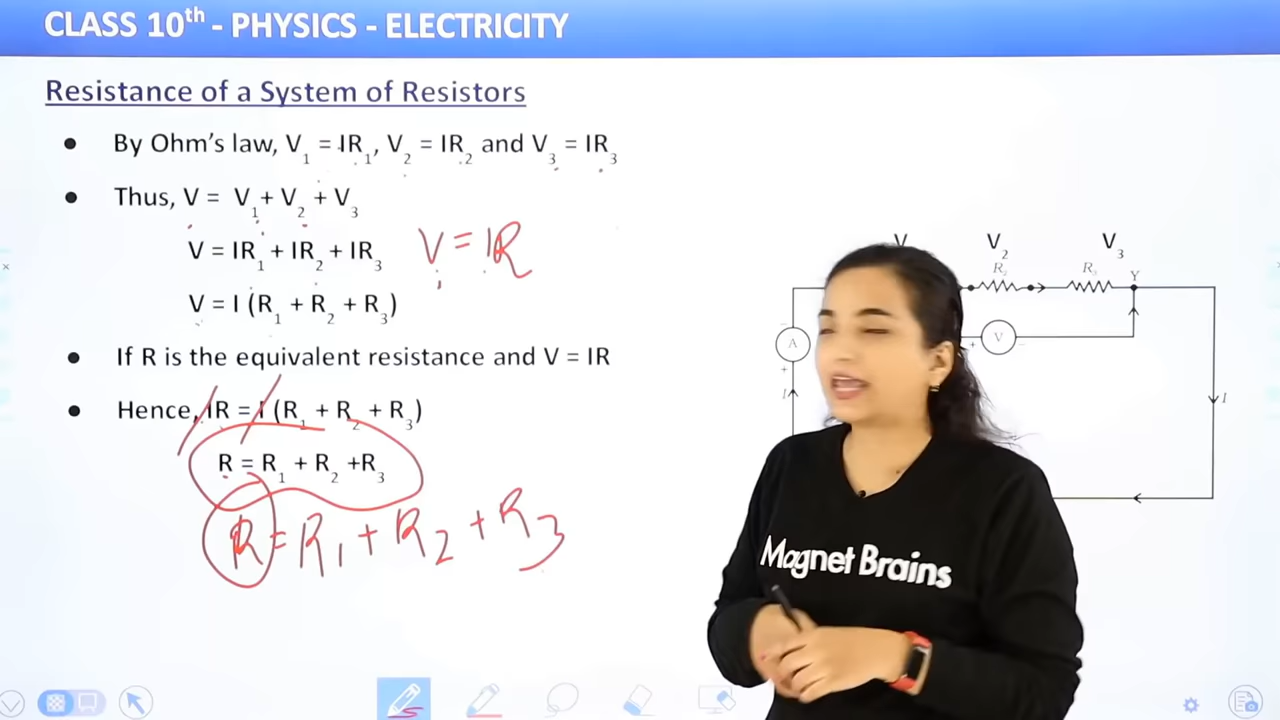 CLASS 10th - PHYSICS - ELECTRICITY
Resistance of a System of Resistors
● By Ohm's law, V1 = IR1, V2 = IR2 and V3 = IR3
● Thus, V = V1 + V2 + V3
V = IR1 + IR2 + IR3
V = IR
V = I (R1 + R2 + R3)
● If R is the equivalent resistance and V = IR
● Hence, IR = I (R1 + R2 + R3)
R = R1 + R2 +R3
R = R1 + R2 + R3
V V2 V3
R2 R3 Y
A + V −
+
I I
Magnet Brains